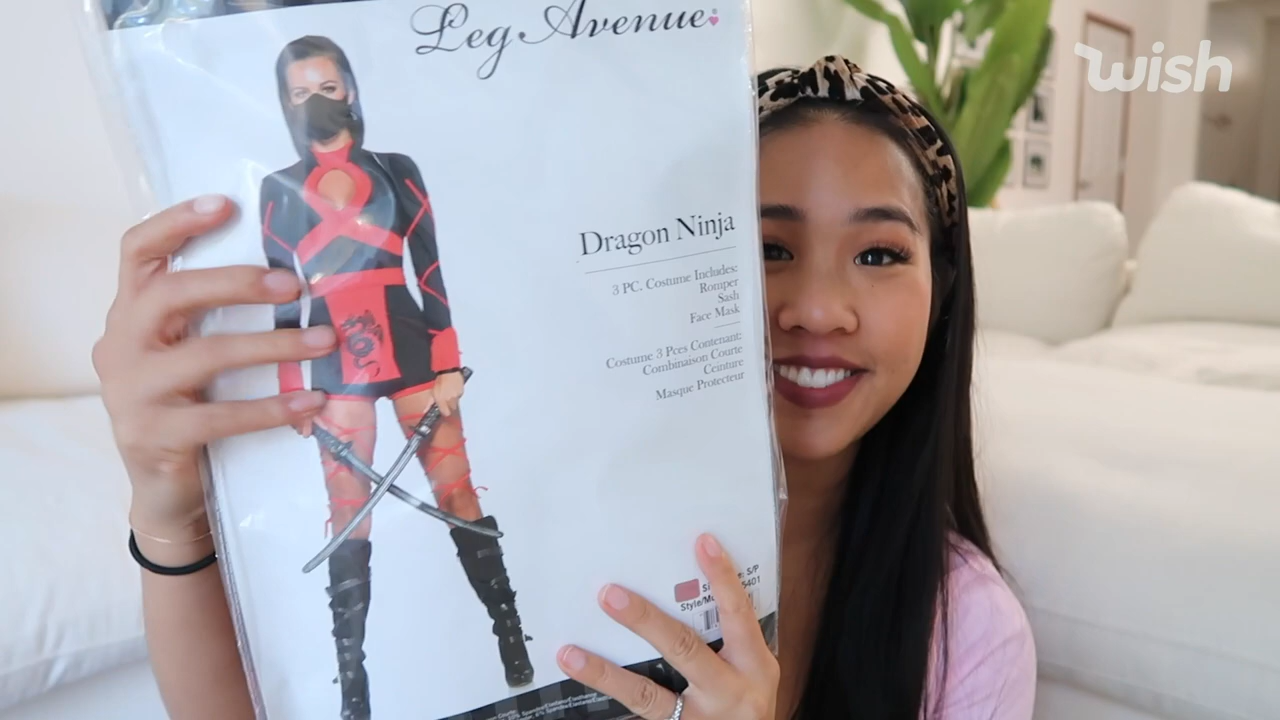 Leg Avenue
wish
Dragon Ninja
3 PC. Costume Includes:
Romper
Sash
Face Mask
Costume 3 Pces Contenant:
Combinaison Courte
Ceinture
Masque Protecteur
S/P